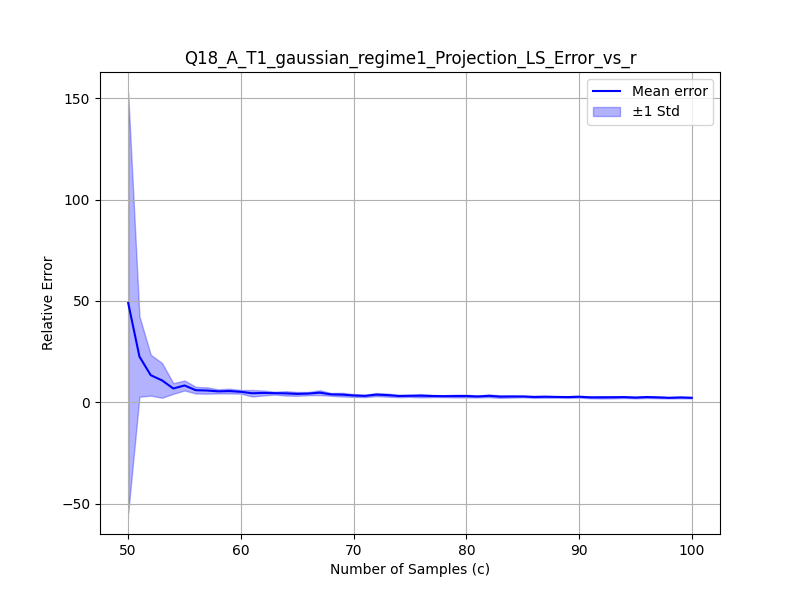 Q18_A_T1_gaussian_regime1_Projection_LS_Error_vs_r
Mean error
±1 Std
150
100
50
0
−50
Relative Error
50 60 70 80 90 100
Number of Samples (c)